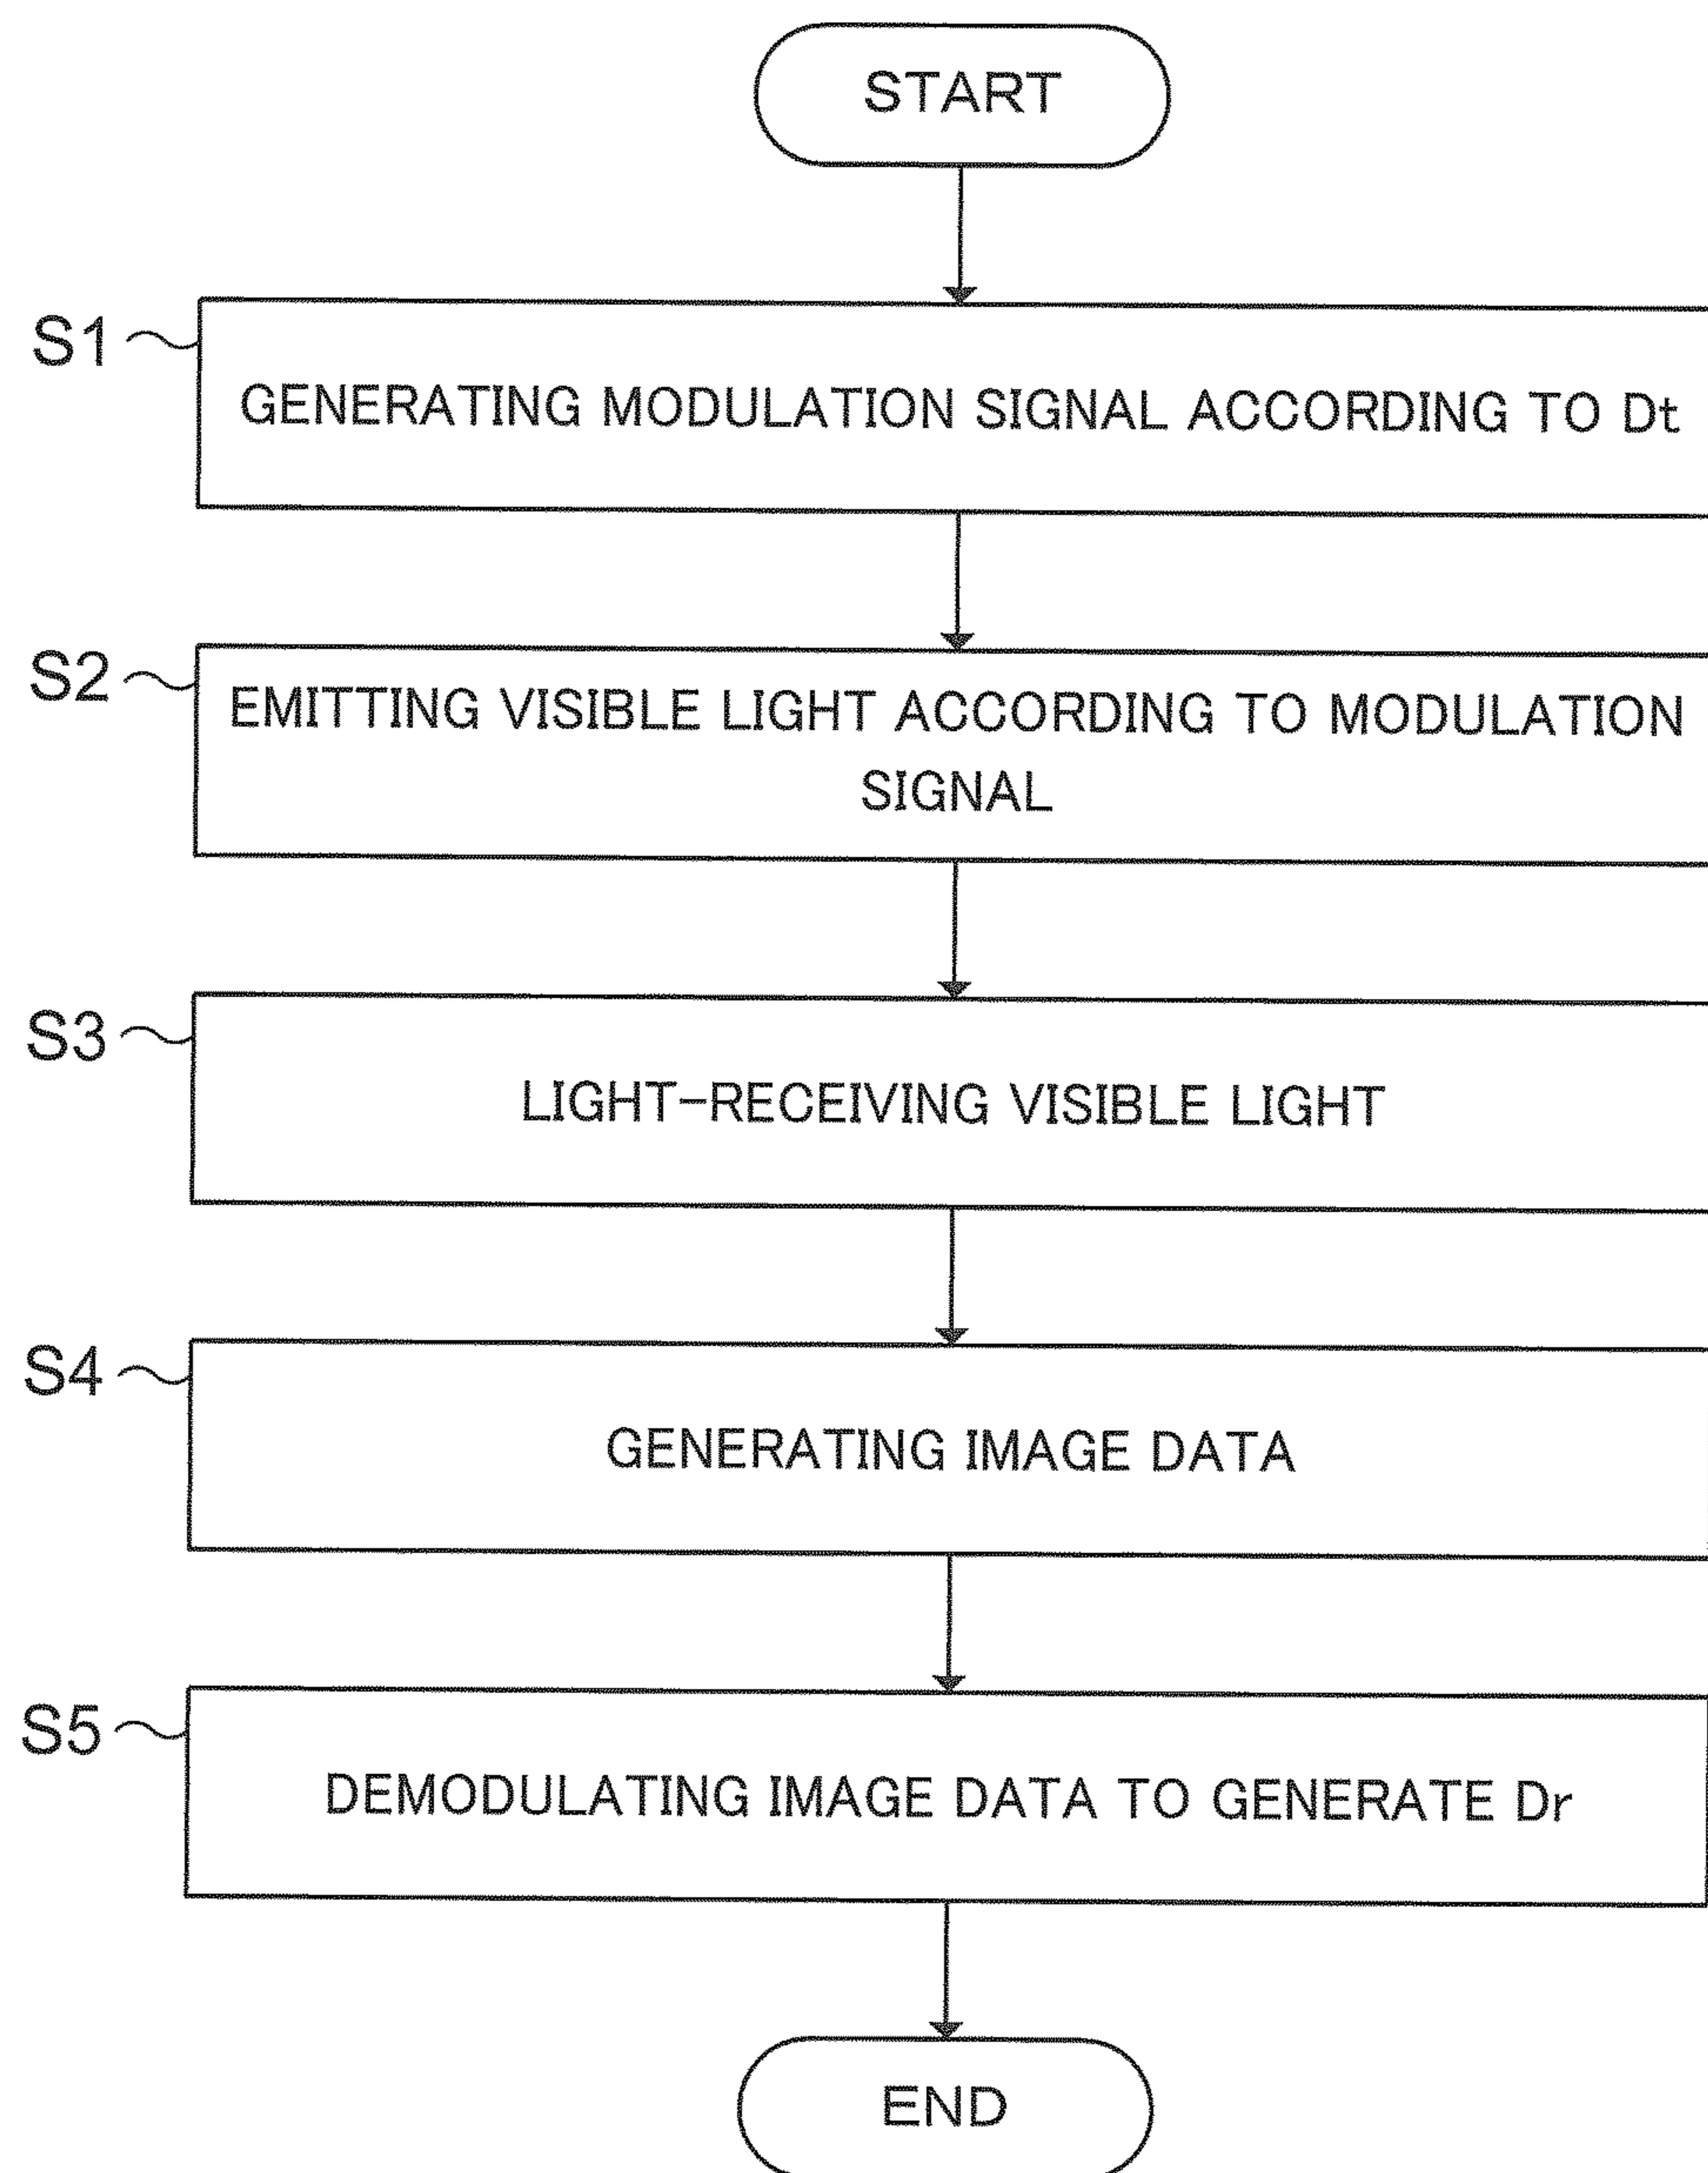 START
S1
GENERATING MODULATION SIGNAL ACCORDING TO Dt
S2
EMITTING VISIBLE LIGHT ACCORDING TO MODULATION
SIGNAL
S3
LIGHT-RECEIVING VISIBLE LIGHT
S4
GENERATING IMAGE DATA
S5
DEMODULATING IMAGE DATA TO GENERATE Dr
END